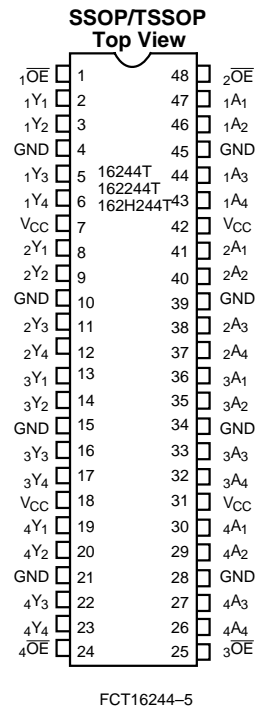 SSOP/TSSOP
Top View
1OE 1 48 2OE
1Y1 2 47 1A1
1Y2 3 46 1A2
GND 4 45 GND
1Y3 5 16244T 44 1A3
162244T
1Y4 6 162H244T 43 1A4
VCC 7 42 VCC
2Y1 8 41 2A1
2Y2 9 40 2A2
GND 10 39 GND
2Y3 11 38 2A3
2Y4 12 37 2A4
3Y1 13 36 3A1
3Y2 14 35 3A2
GND 15 34 GND
3Y3 16 33 3A3
3Y4 17 32 3A4
VCC 18 31 VCC
4Y1 19 30 4A1
4Y2 20 29 4A2
GND 21 28 GND
4Y3 22 27 4A3
4Y4 23 26 4A4
4OE 24 25 3OE
FCT16244–5